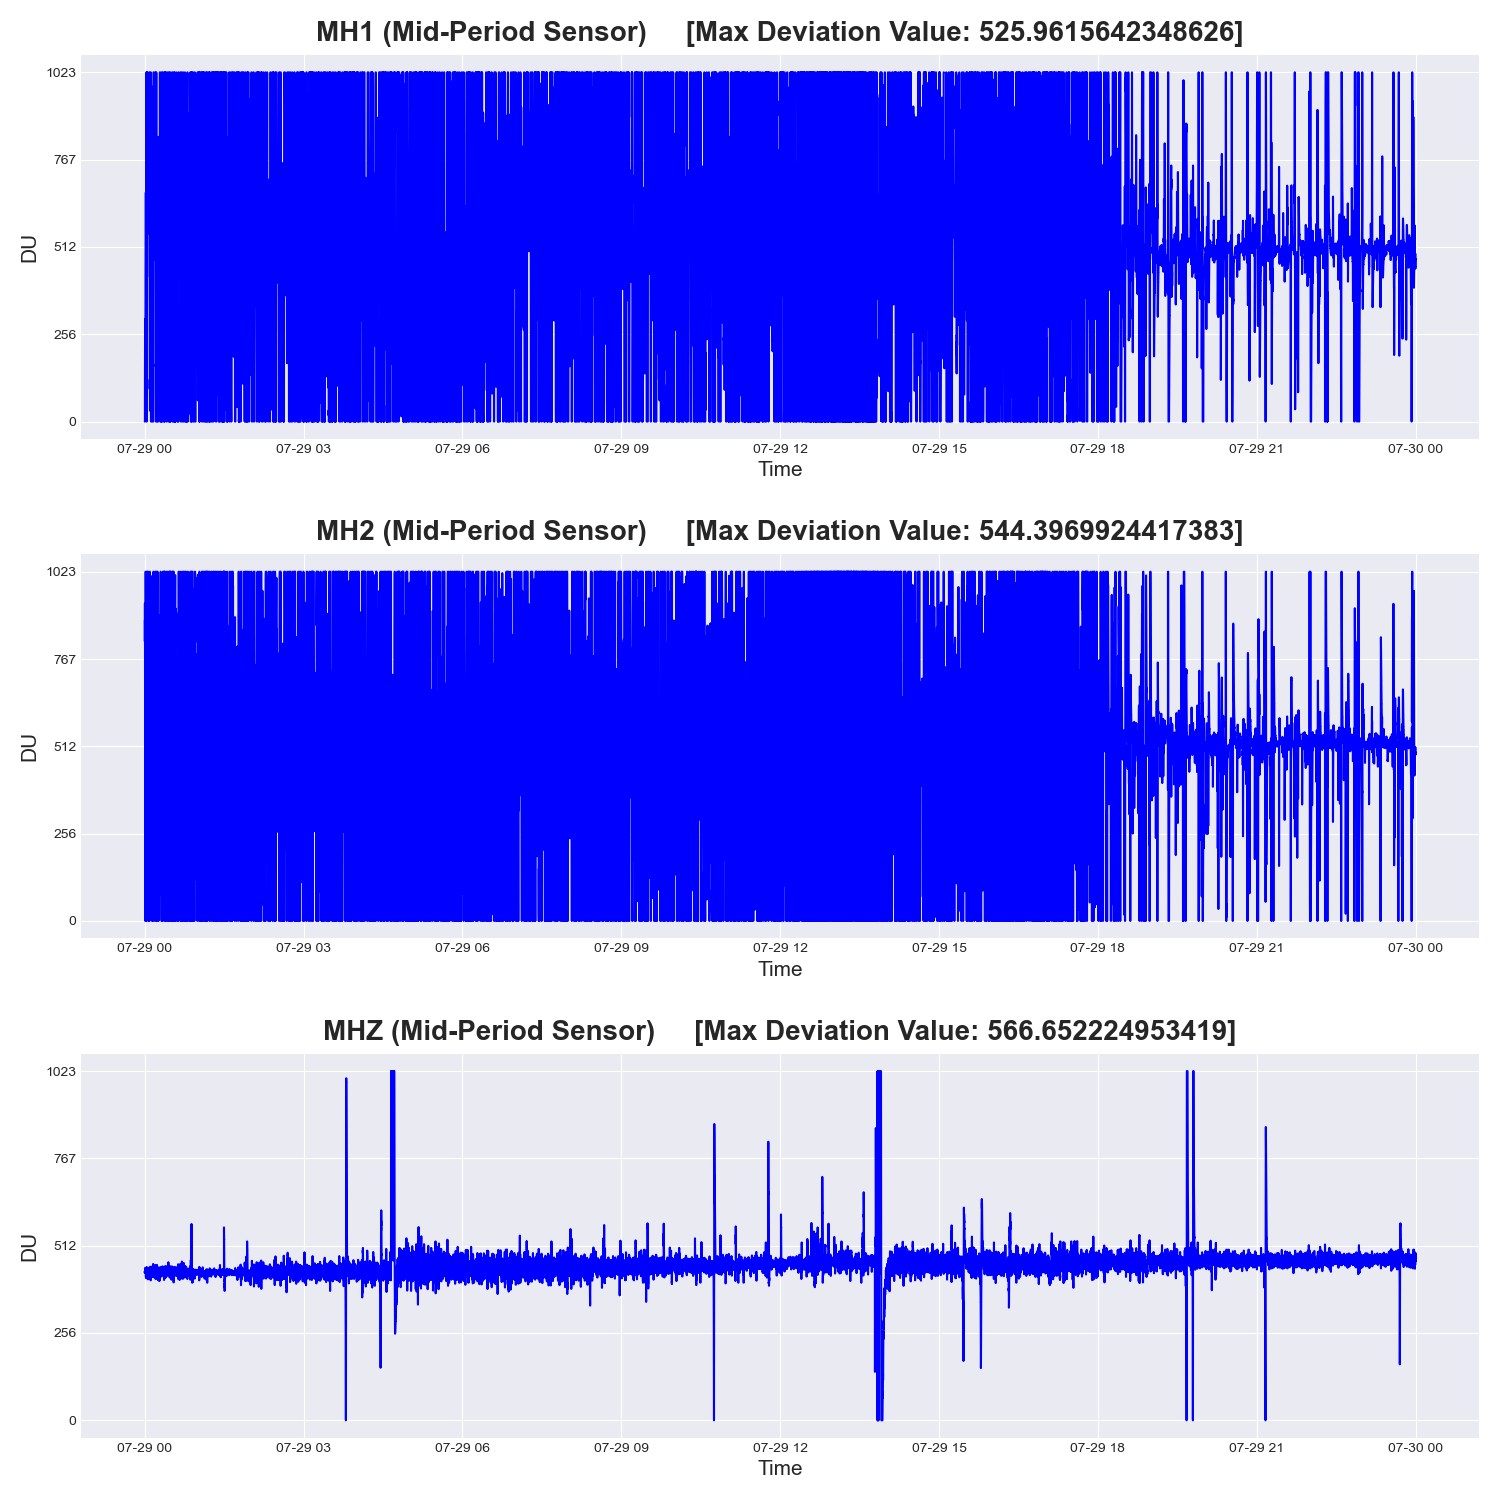 MH1 (Mid-Period Sensor)     [Max Deviation Value: 525.9615642348626]
1023
767
512
256
0
DU
07-29 00 07-29 03 07-29 06 07-29 09 07-29 12 07-29 15 07-29 18 07-29 21 07-30 00
Time
MH2 (Mid-Period Sensor)     [Max Deviation Value: 544.3969924417383]
1023
767
512
256
0
DU
07-29 00 07-29 03 07-29 06 07-29 09 07-29 12 07-29 15 07-29 18 07-29 21 07-30 00
Time
MHZ (Mid-Period Sensor)     [Max Deviation Value: 566.652224953419]
1023
767
512
256
0
DU
07-29 00 07-29 03 07-29 06 07-29 09 07-29 12 07-29 15 07-29 18 07-29 21 07-30 00
Time